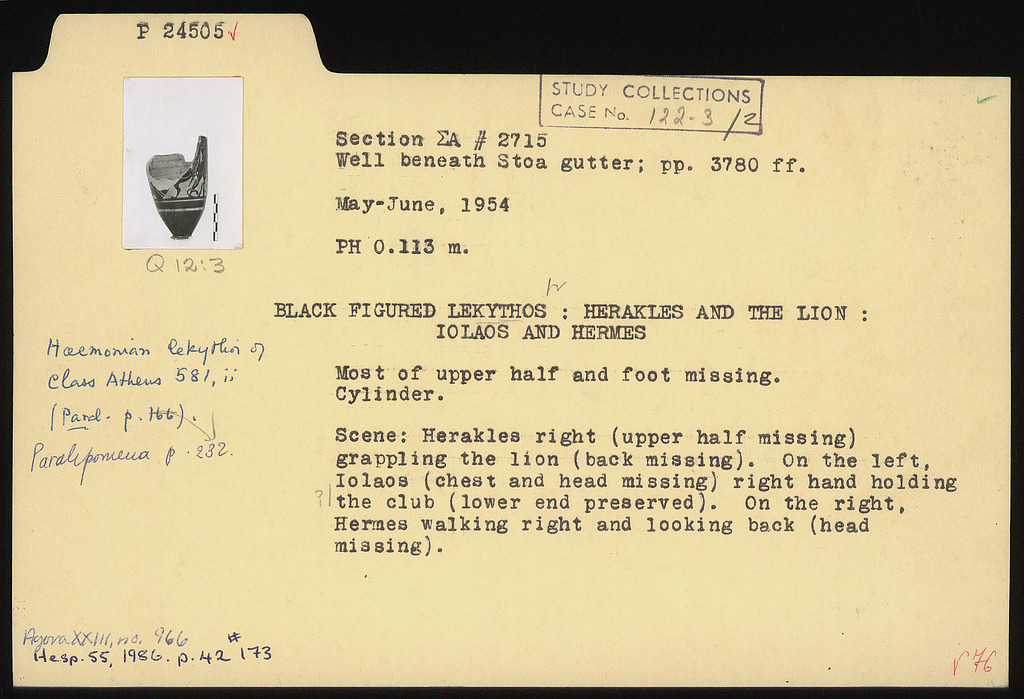 P 24505 ✓
STUDY COLLECTIONS
CASE No. 122-3/2
Section ΣA # 2715
Well beneath Stoa gutter; pp. 3780 ff.
May-June, 1954
PH 0.113 m.
Q 12:3
BLACK FIGURED LEKYTHOS : HERAKLES AND THE LION :
IOLAOS AND HERMES
Haemonian lekythoi of
Class Athens 581, ii
(Paral. p. 166).
Paralipomena p. 232.
Most of upper half and foot missing.
Cylinder.
Scene: Herakles right (upper half missing)
grappling the lion (back missing). On the left,
Iolaos (chest and head missing) right hand holding
?| the club (lower end preserved). On the right,
Hermes walking right and looking back (head
missing).
Agora XXIII, no. 966
Hesp. 55, 1986. p. 42 # 173
✓ 76